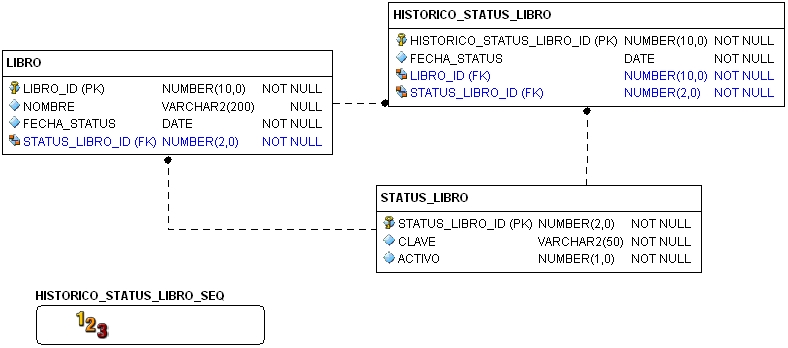 HISTORICO_STATUS_LIBRO
HISTORICO_STATUS_LIBRO_ID (PK) NUMBER(10,0) NOT NULL
FECHA_STATUS DATE NOT NULL
LIBRO_ID (FK) NUMBER(10,0) NOT NULL
STATUS_LIBRO_ID (FK) NUMBER(2,0) NOT NULL
LIBRO
LIBRO_ID (PK) NUMBER(10,0) NOT NULL
NOMBRE VARCHAR2(200) NULL
FECHA_STATUS DATE NOT NULL
STATUS_LIBRO_ID (FK) NUMBER(2,0) NOT NULL
STATUS_LIBRO
STATUS_LIBRO_ID (PK) NUMBER(2,0) NOT NULL
CLAVE VARCHAR2(50) NOT NULL
ACTIVO NUMBER(1,0) NOT NULL
HISTORICO_STATUS_LIBRO_SEQ
123